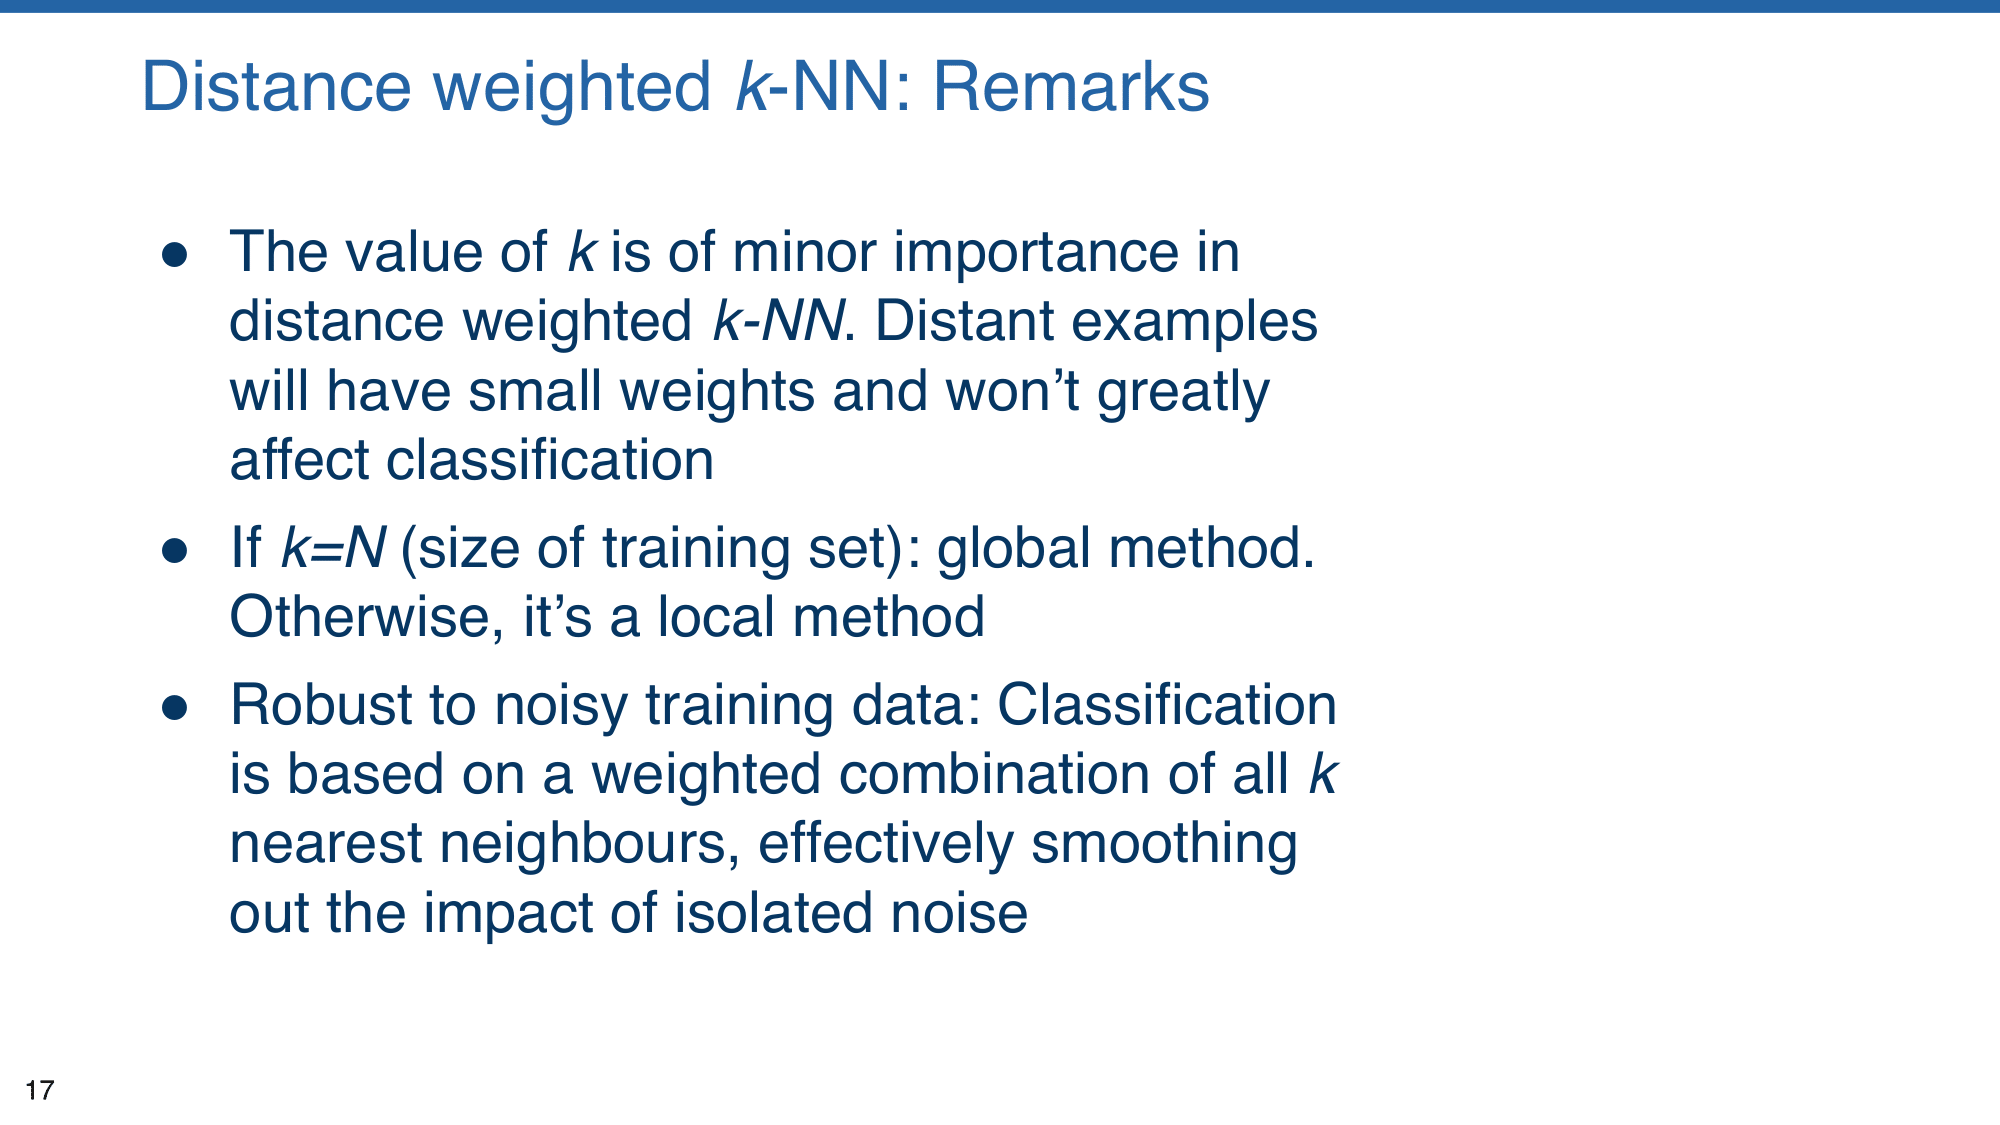 Distance weighted k-NN: Remarks
● The value of k is of minor importance in
distance weighted k-NN. Distant examples
will have small weights and won’t greatly
affect classification
● If k=N (size of training set): global method.
Otherwise, it’s a local method
● Robust to noisy training data: Classification
is based on a weighted combination of all k
nearest neighbours, effectively smoothing
out the impact of isolated noise
17